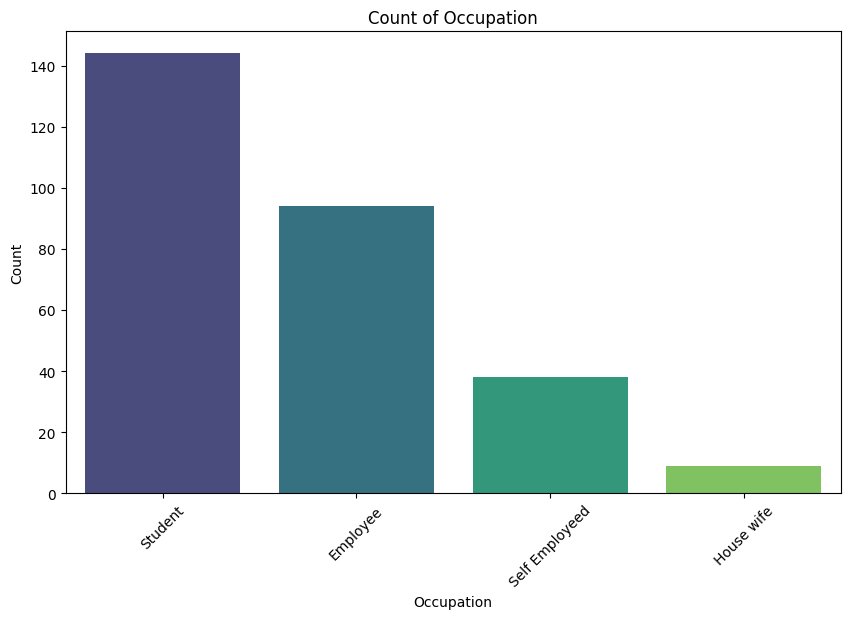 Count of Occupation
140
120
100
80
60
40
20
0
Count
Student
Employee
Self Employeed
House wife
Occupation